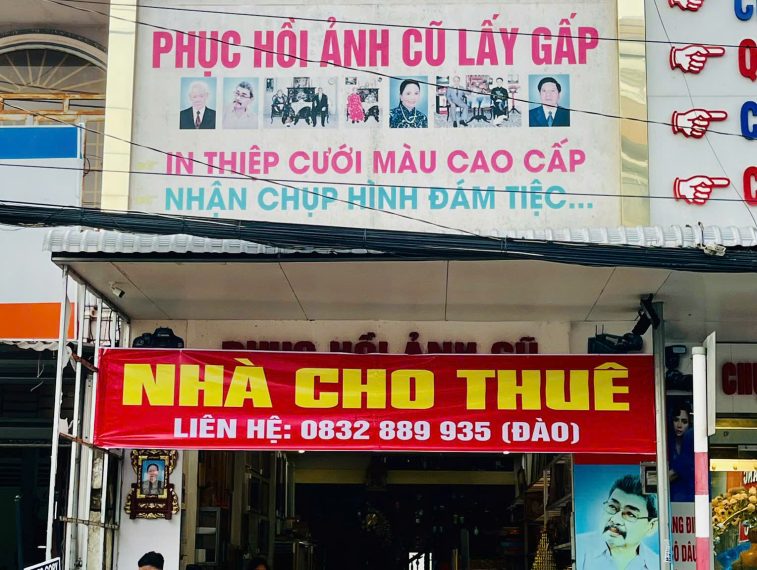 PHỤC HỒI ẢNH CŨ LẤY GẤP
IN THIỆP CƯỚI MÀU CAO CẤP
NHẬN CHỤP HÌNH ĐÁM TIỆC...
PHỤC HỒI ẢNH CŨ
NHÀ CHO THUÊ
LIÊN HỆ: 0832 889 935 (ĐÀO)